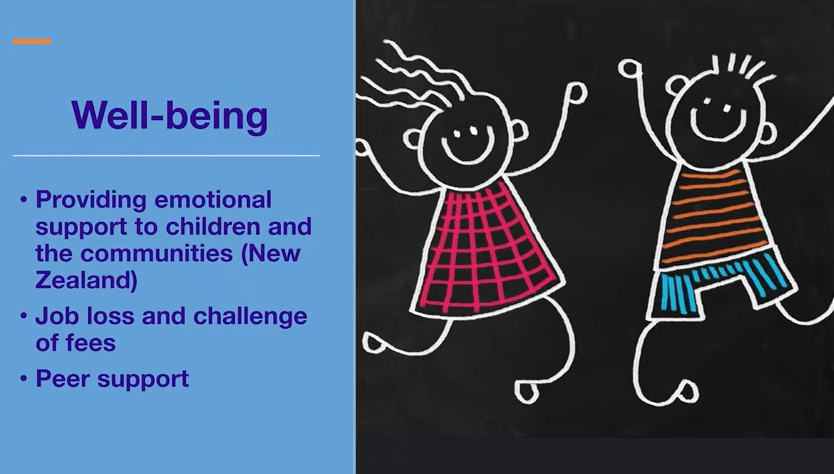 Well-being
• Providing emotional
support to children and
the communities (New
Zealand)
• Job loss and challenge
of fees
• Peer support